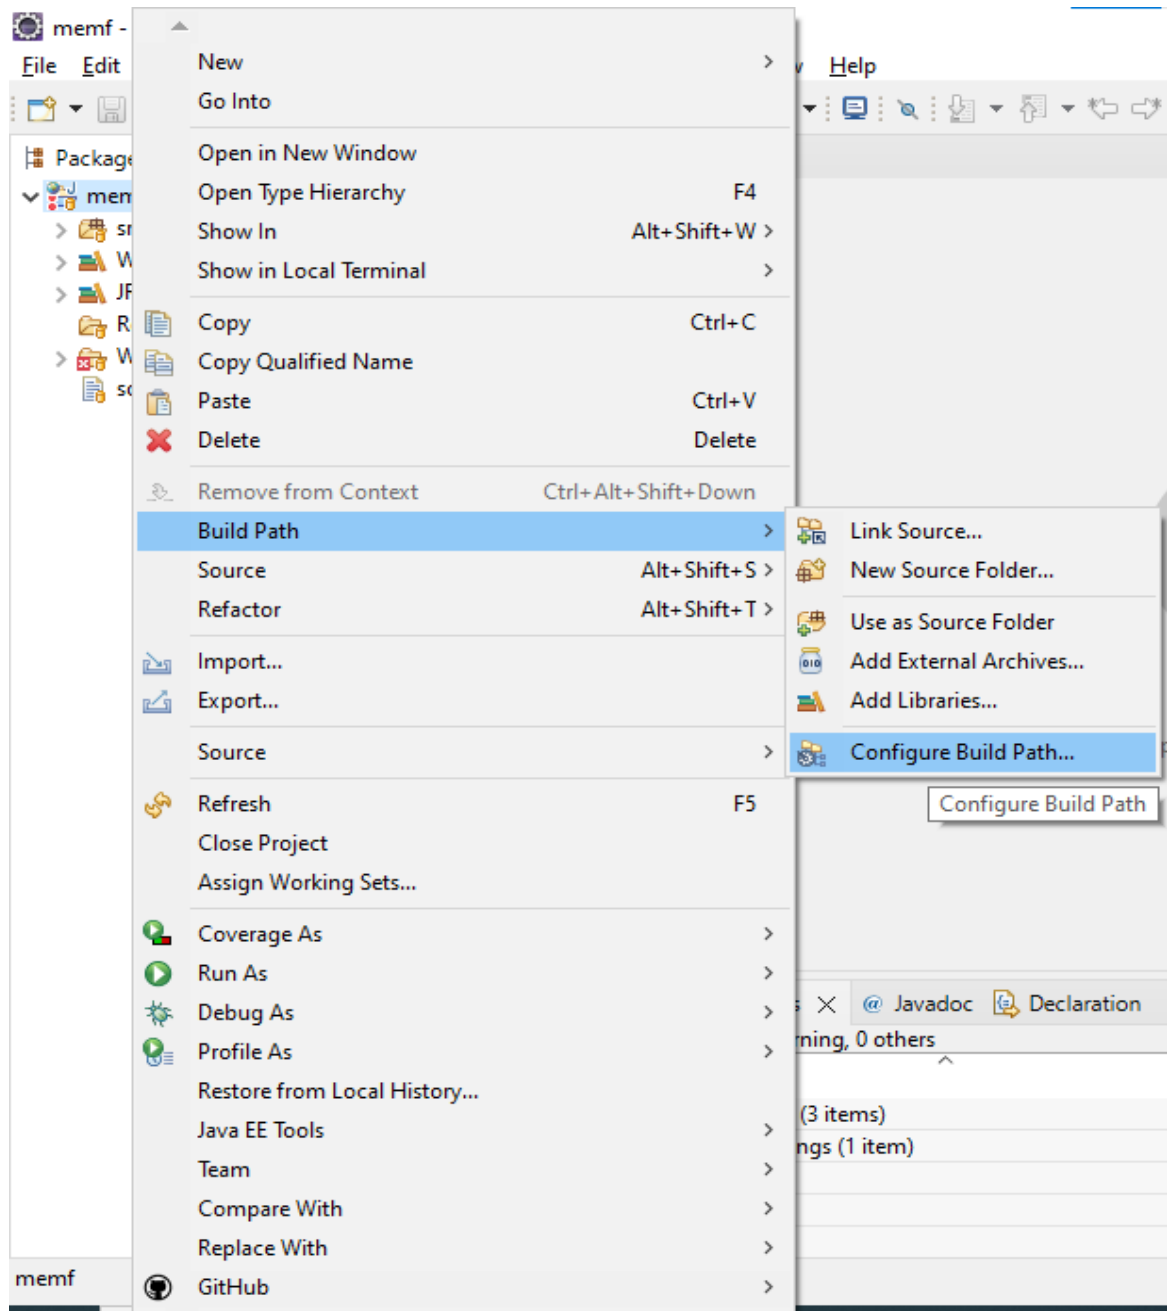 memf -
File Edit Help
Package
New
Go Into
Open in New Window
Open Type Hierarchy F4
Show In Alt+Shift+W
Show in Local Terminal
Copy Ctrl+C
Copy Qualified Name
Paste Ctrl+V
Delete Delete
Remove from Context Ctrl+Alt+Shift+Down
Build Path
Source Alt+Shift+S
Refactor Alt+Shift+T
Import...
Export...
Source
Refresh F5
Close Project
Assign Working Sets...
Coverage As
Run As
Debug As
Profile As
Restore from Local History...
Java EE Tools
Team
Compare With
Replace With
GitHub
Link Source...
New Source Folder...
Use as Source Folder
Add External Archives...
Add Libraries...
Configure Build Path...
Configure Build Path
@ Javadoc Declaration
rning, 0 others
(3 items)
ngs (1 item)
memf